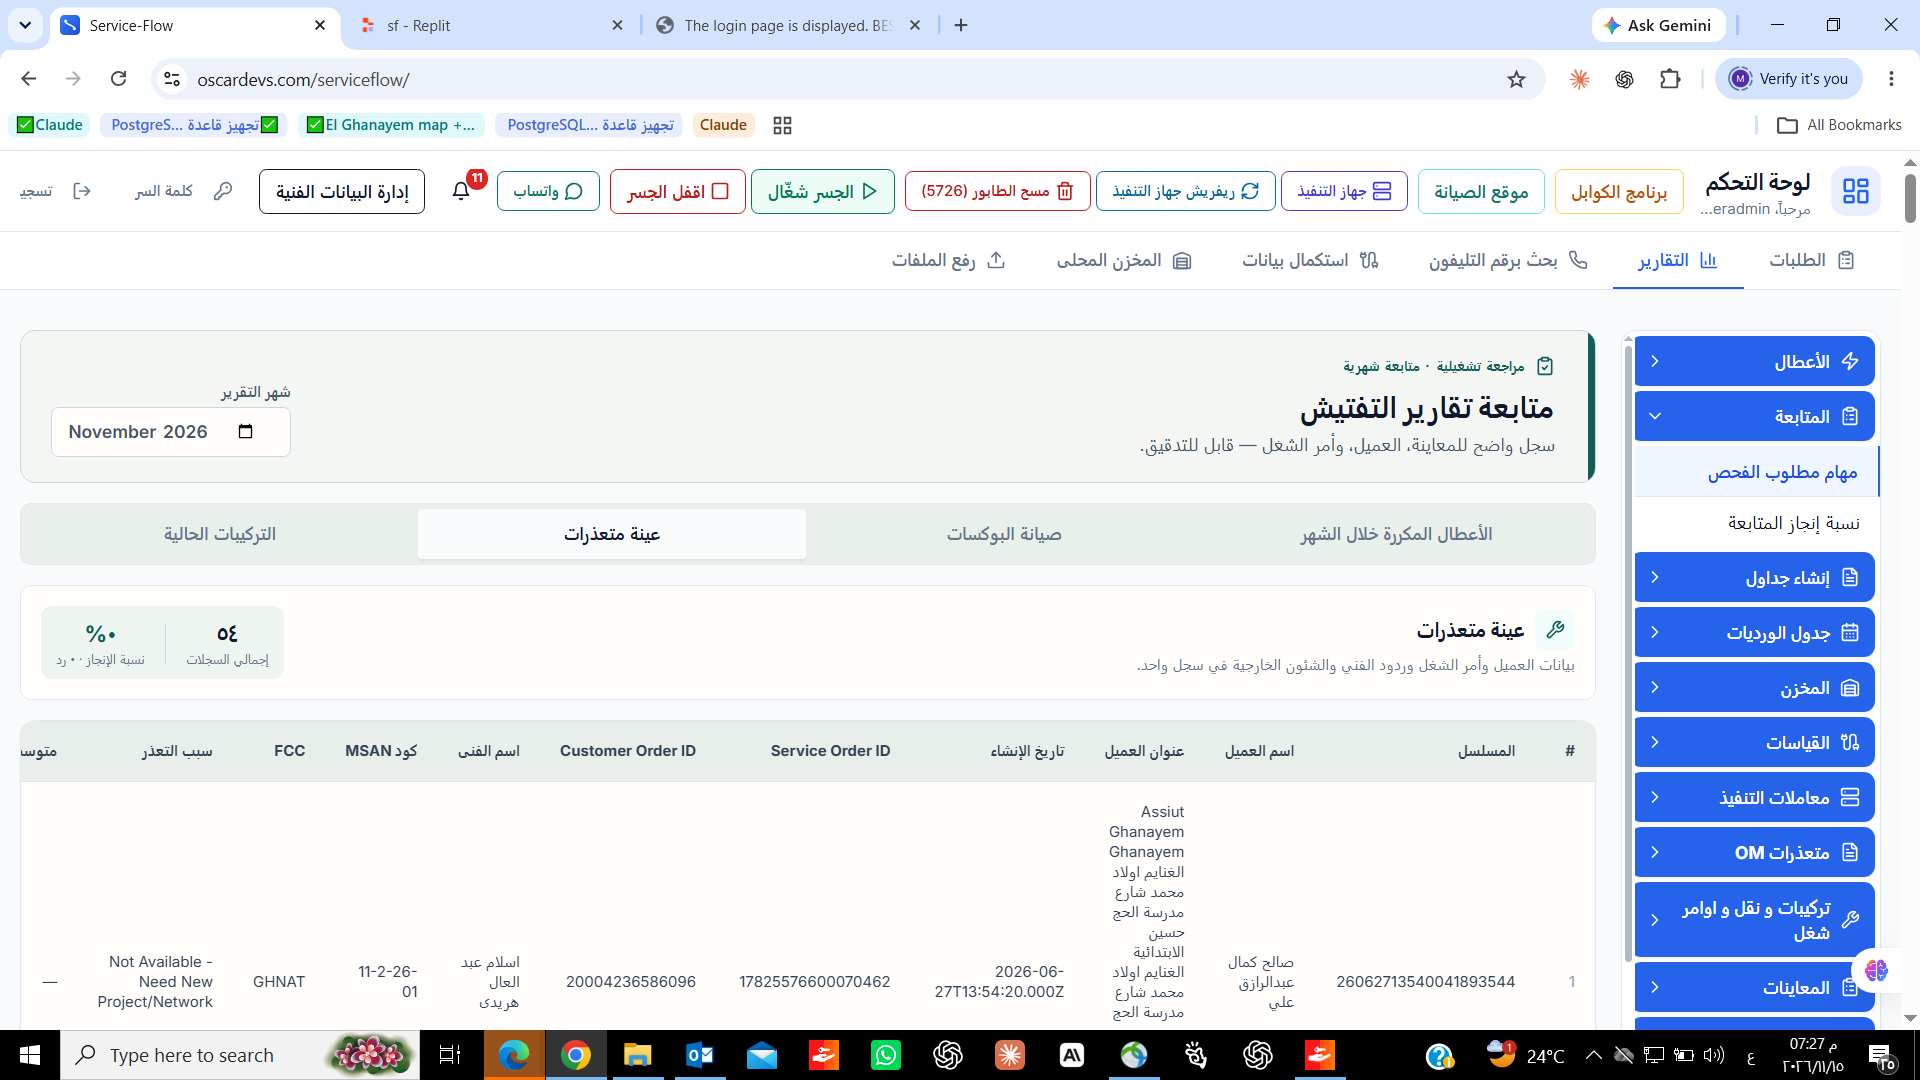 Service-Flow
sf - Replit
The login page is displayed. BES
Ask Gemini
oscardevs.com/serviceflow/
Verify it's you
Claude
تجهيز قاعدة ...PostgreS
El Ghanayem map +...
تجهيز قاعدة ...PostgreSQL
Claude
All Bookmarks
لوحة التحكم
مرحباً، eradmin...
برنامج الكوابل
موقع الصيانة
جهاز التنفيذ
ريفريش جهاز التنفيذ
مسح الطابور (5726)
الجسر شغّال
اقفل الجسر
واتساب
11
إدارة البيانات الفنية
كلمة السر
تسجي
الطلبات
التقارير
بحث برقم التليفون
استكمال بيانات
المخزن المحلى
رفع الملفات
الأعطال
المتابعة
مهام مطلوب الفحص
نسبة إنجاز المتابعة
إنشاء جداول
جدول الورديات
المخزن
القياسات
معاملات التنفيذ
متعذرات OM
تركيبات و نقل و اوامر
شغل
المعاينات
مراجعة تشغيلية · متابعة شهرية
متابعة تقارير التفتيش
سجل واضح للمعاينة، العميل، وأمر الشغل — قابل للتدقيق.
شهر التقرير
November 2026
الأعطال المكررة خلال الشهر
صيانة البوكسات
عينة متعذرات
التركيبات الحالية
عينة متعذرات
بيانات العميل وأمر الشغل وردود الفني والشئون الخارجية في سجل واحد.
٥٤
إجمالي السجلات
٠%
نسبة الإنجاز · ٠ رد
# المسلسل اسم العميل عنوان العميل تاريخ الإنشاء Service Order ID Customer Order ID اسم الفنى كود MSAN FCC سبب التعذر متوسـ
1
26062713540041893544
صالح كمال
عبدالرازق
علي
Assiut
Ghanayem
Ghanayem
الغنايم اولاد
محمد شارع
مدرسة الحج
حسين
الابتدائية
الغنايم اولاد
محمد شارع
مدرسة الحج
2026-06-
27T13:54:20.000Z
17825576600070462
20004236586096
اسلام عبد
العال
هريدى
11-2-26-
01
GHNAT
Not Available -
Need New
Project/Network
—
Type here to search
24°C
1
ع
07:27 م
٢٠٢٦/١١/١٥
٢٥